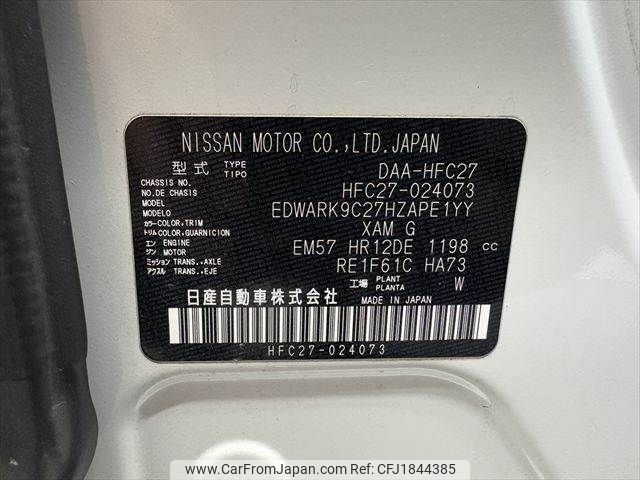 NISSAN MOTOR CO.,LTD.JAPAN
型式 TYPE TIPO DAA-HFC27
CHASSIS NO. NO.DE CHASIS HFC27-024073
MODEL MODELO EDWARK9C27HZAPE1YY
カラー COLOR,TRIM トリム COLOR,GUARNICION XAM G
エン ENGINE ジン MOTOR EM57 HR12DE 1198 cc
ミッション TRANS.,AXLE アクスル TRANS.,EJE RE1F61C HA73
工場 PLANT PLANTA W
日産自動車株式会社 MADE IN JAPAN
HFC27-024073
www.CarFromJapan.com | Stock ID: CFJ1844385